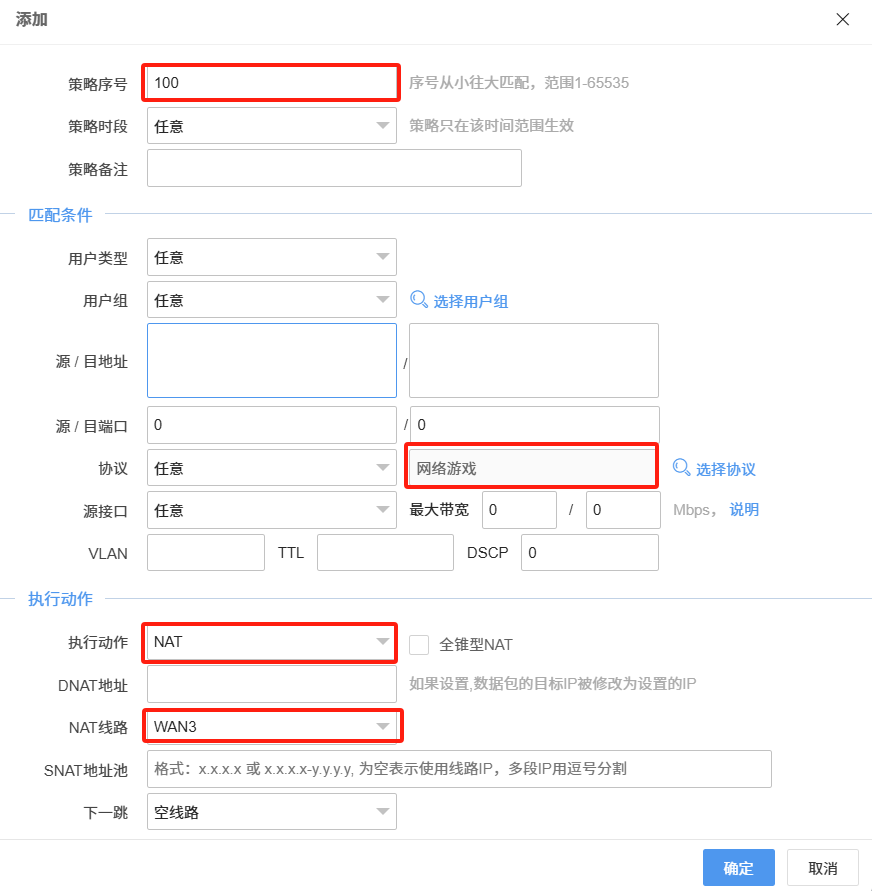 添加
策略序号 100 序号从小往大匹配，范围1-65535
策略时段 任意 策略只在该时间范围生效
策略备注
匹配条件
用户类型 任意
用户组 任意 选择用户组
源 / 目地址 /
源 / 目端口 0 / 0
协议 任意 网络游戏 选择协议
源接口 任意 最大带宽 0 / 0 Mbps， 说明
VLAN TTL DSCP 0
执行动作
执行动作 NAT 全锥型NAT
DNAT地址 如果设置,数据包的目标IP被修改为设置的IP
NAT线路 WAN3
SNAT地址池 格式：x.x.x.x 或 x.x.x.x-y.y.y.y, 为空表示使用线路IP，多段IP用逗号分割
下一跳 空线路
确定 取消